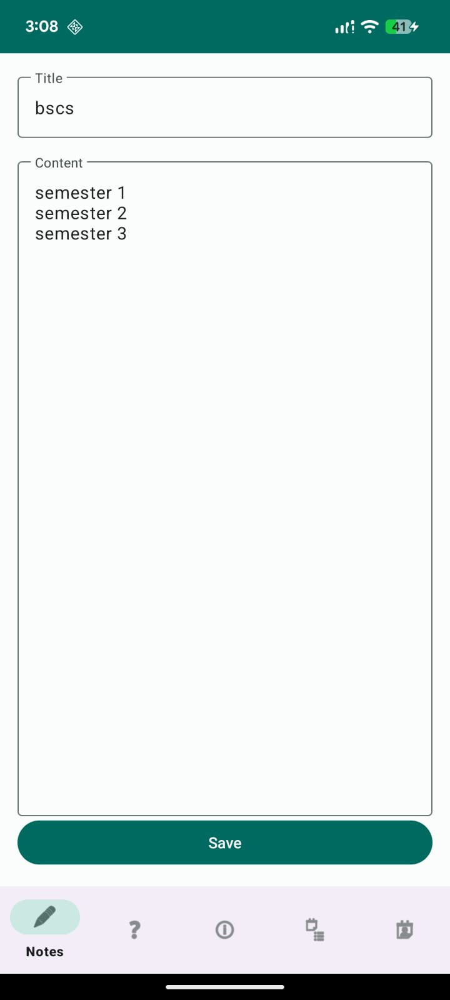 3:08
41
Title
bscs
Content
semester 1
semester 2
semester 3
Save
?
Notes